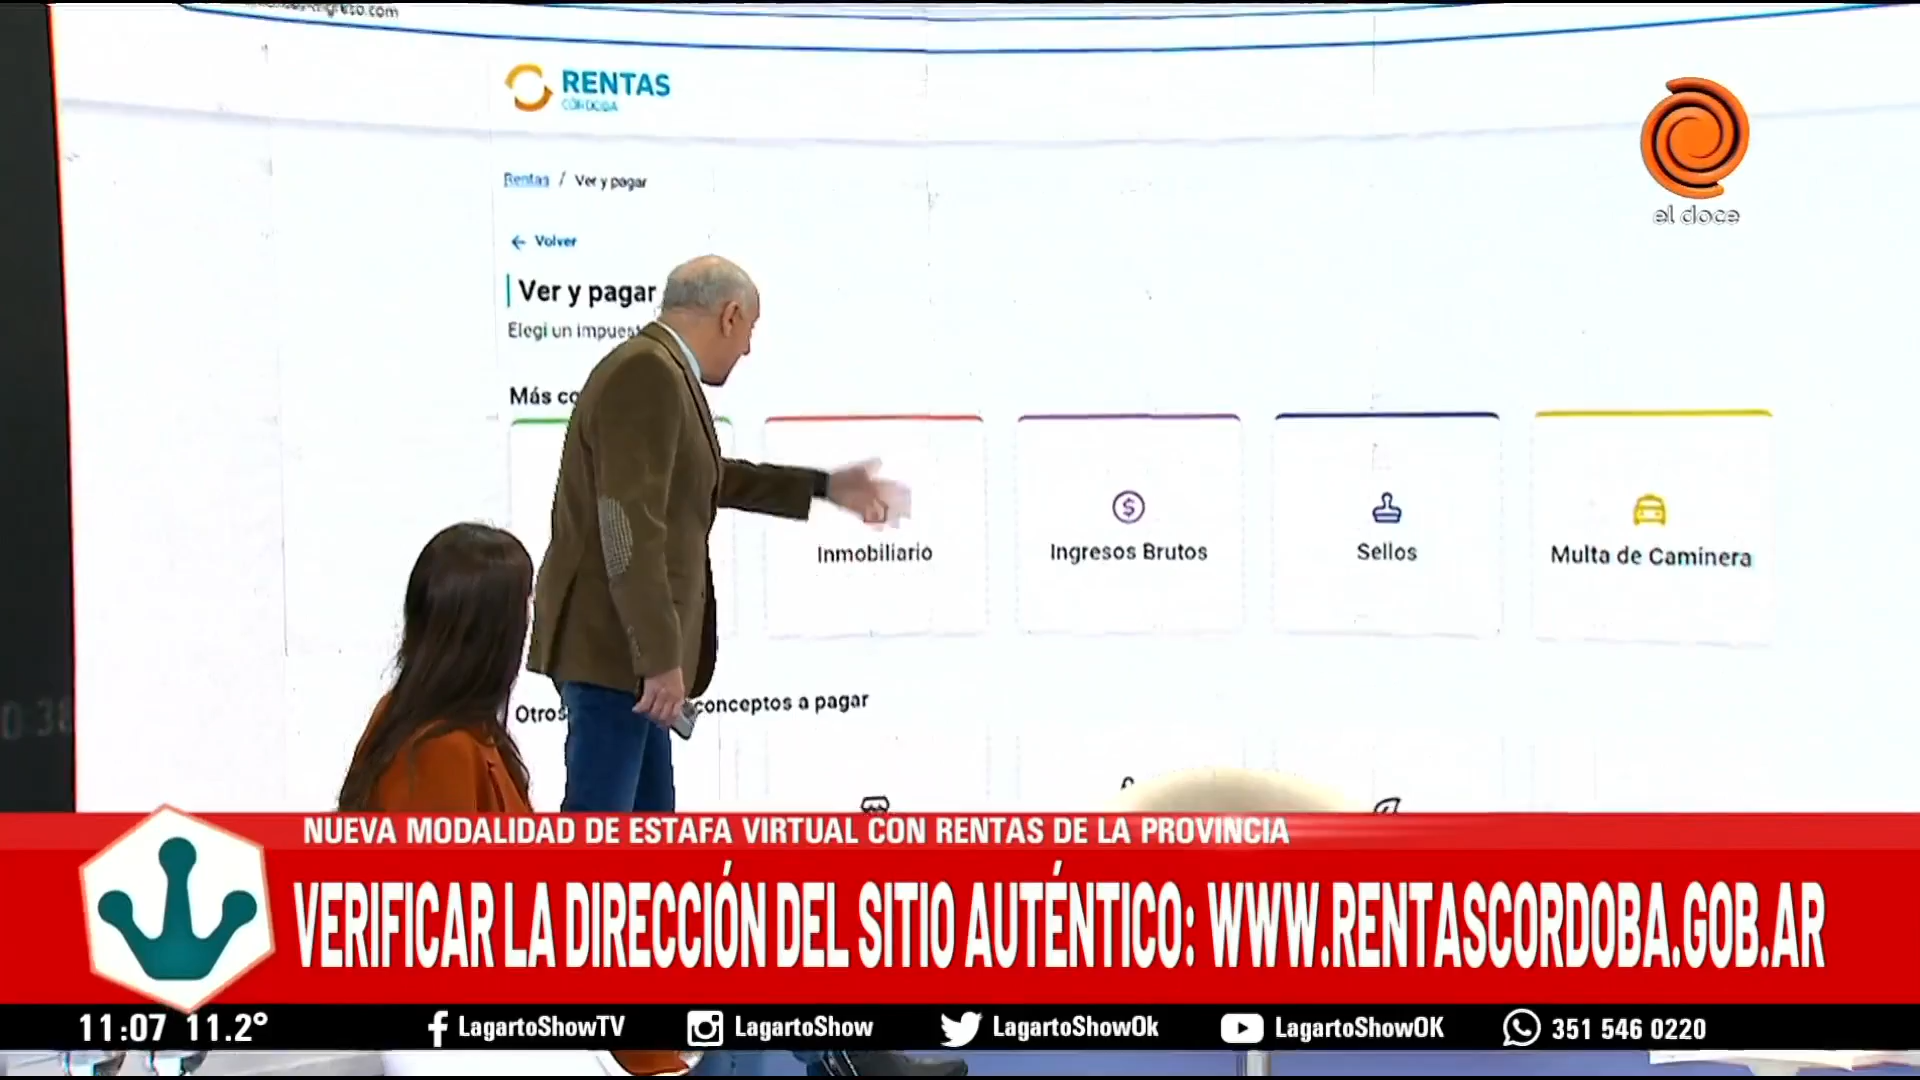 RENTAS
CÓRDOBA
el doce
Rentas / Ver y pagar
← Volver
Ver y pagar
Elegí un
Más
Inmobiliario
Ingresos Brutos
Sellos
Multa de Caminera
Otros conceptos a pagar
NUEVA MODALIDAD DE ESTAFA VIRTUAL CON RENTAS DE LA PROVINCIA
VERIFICAR LA DIRECCIÓN DEL SITIO AUTÉNTICO: WWW.RENTASCORDOBA.GOB.AR
11:07 11.2° LagartoShowTV LagartoShow LagartoShowOk LagartoShowOK 351 546 0220